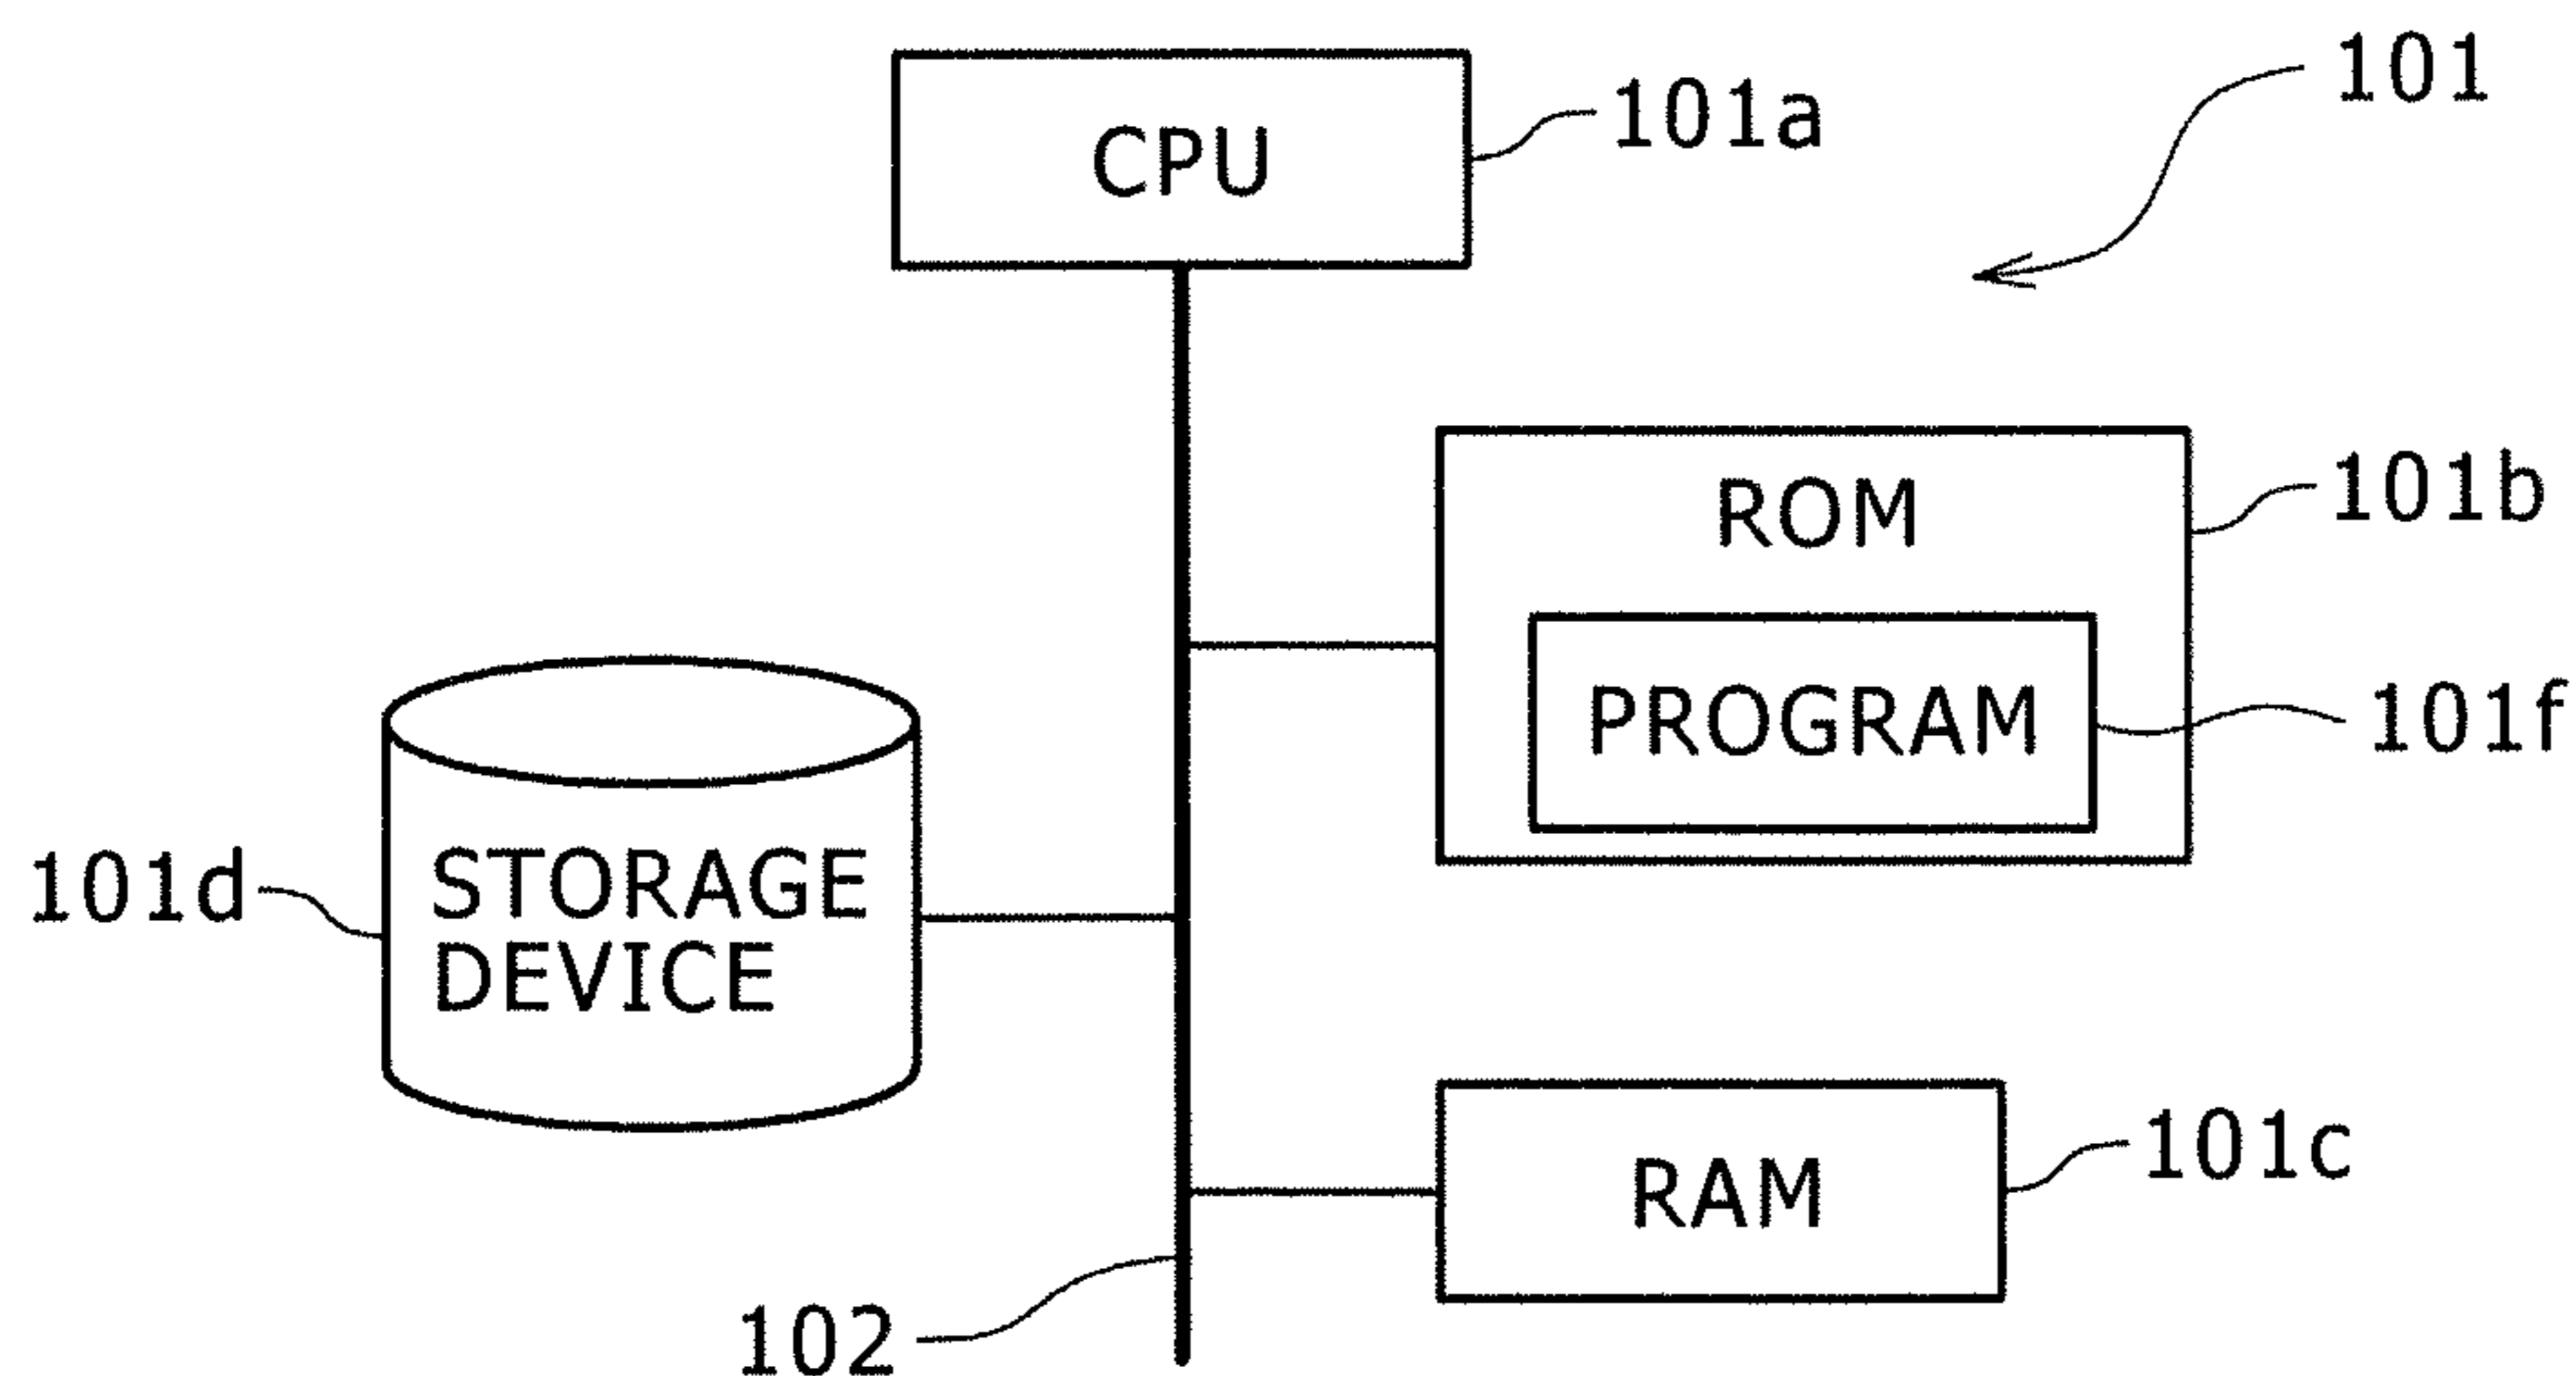 101
CPU
101a
ROM
101b
PROGRAM
101f
STORAGE
DEVICE
101d
RAM
101c
102